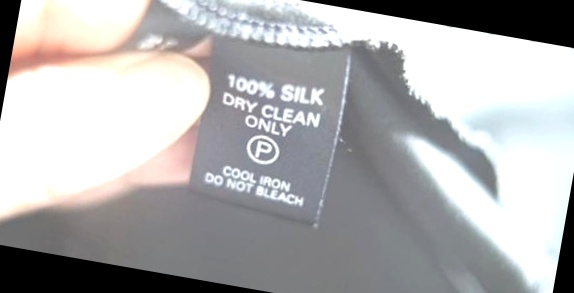 100% SILK
DRY CLEAN
ONLY
P
COOL IRON
DO NOT BLEACH